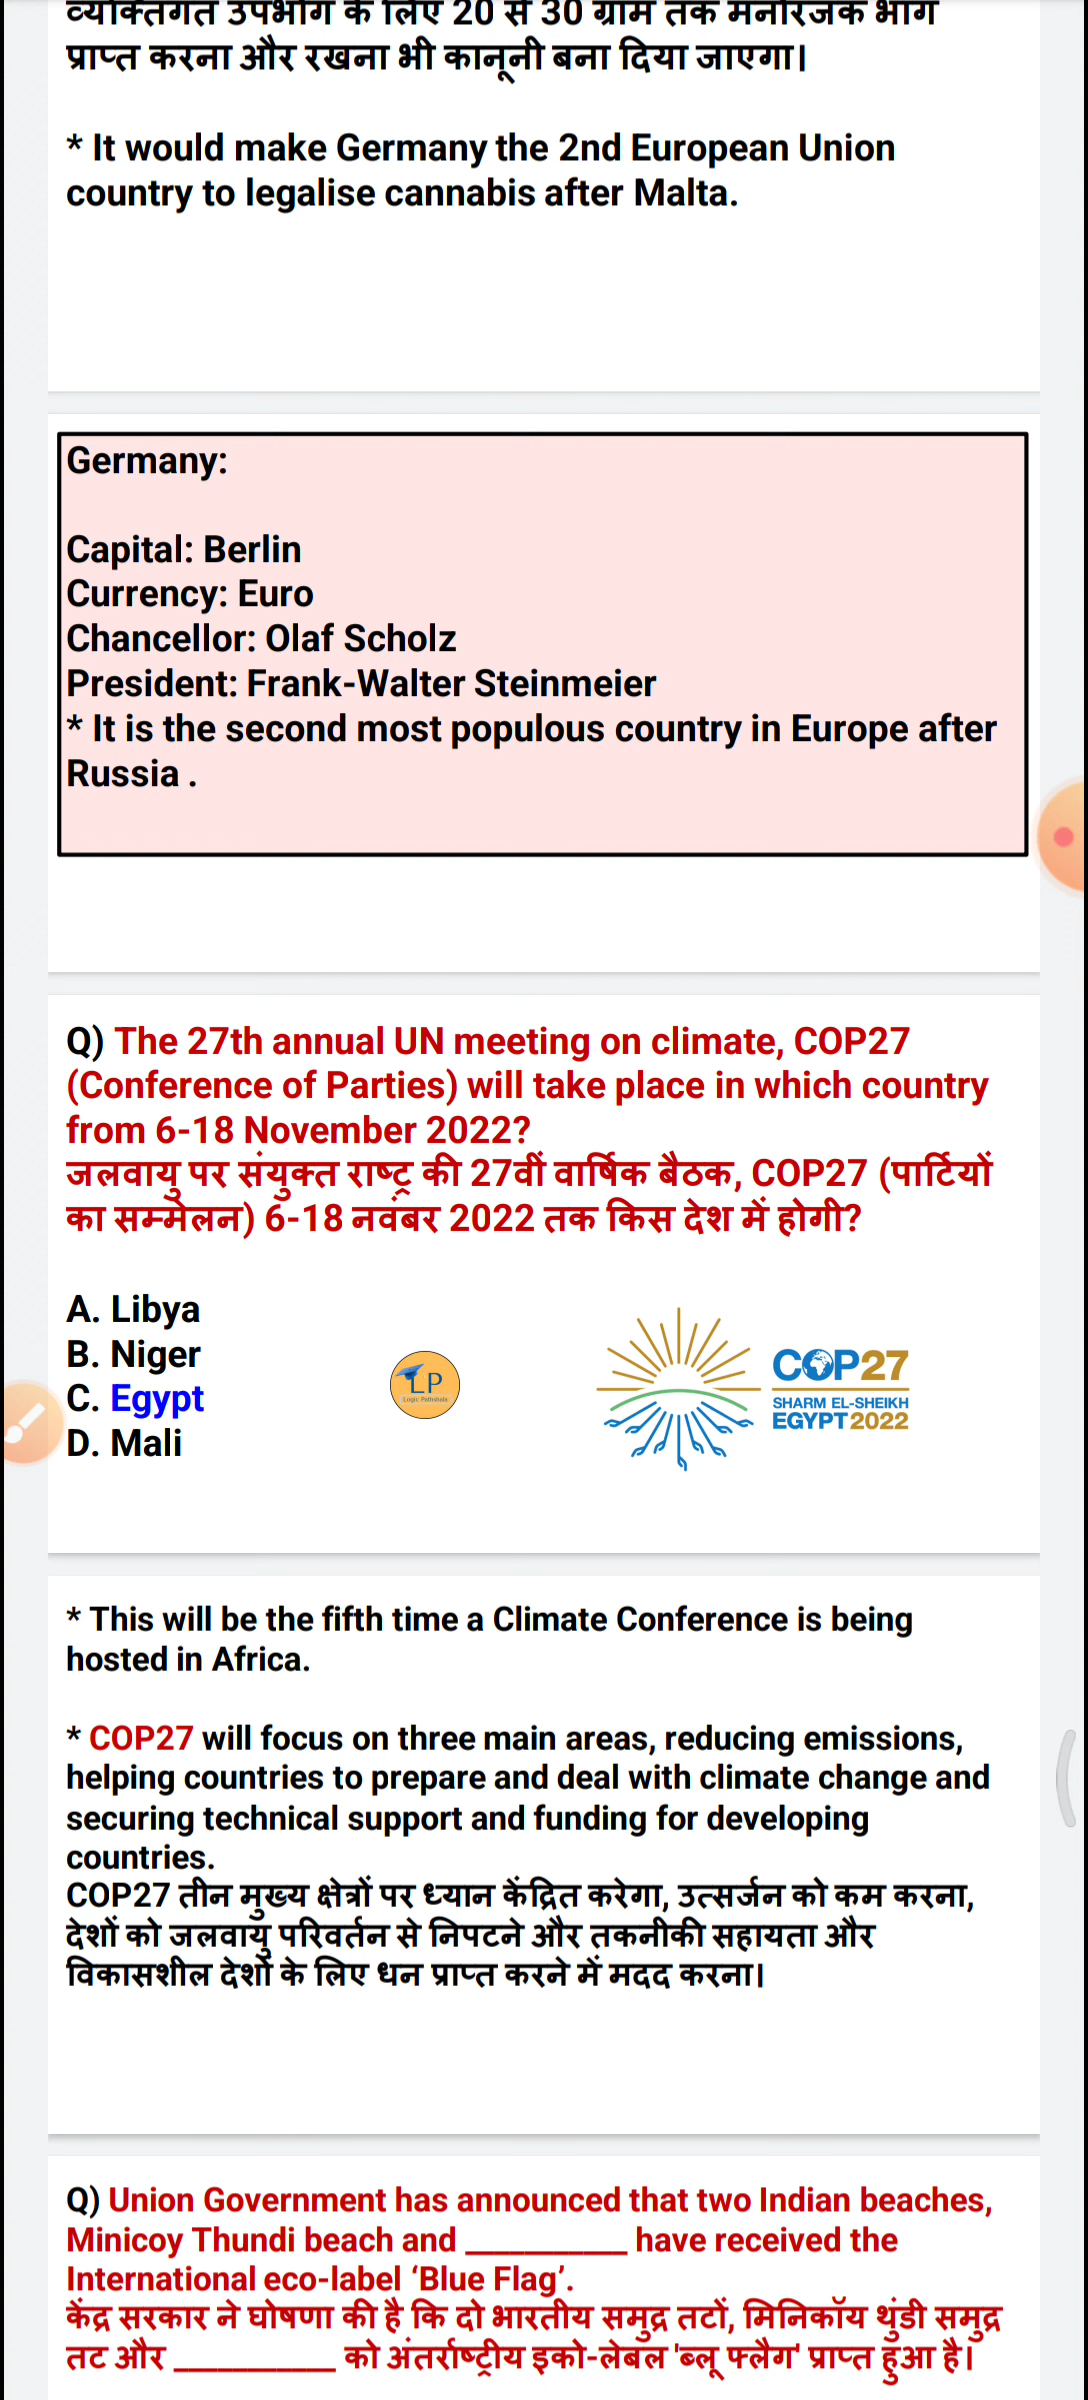 व्यक्तिगत उपभोग के लिए 20 से 30 ग्राम तक मनोरंजक भांग
प्राप्त करना और रखना भी कानूनी बना दिया जाएगा।
* It would make Germany the 2nd European Union
country to legalise cannabis after Malta.
Germany:
Capital: Berlin
Currency: Euro
Chancellor: Olaf Scholz
President: Frank-Walter Steinmeier
* It is the second most populous country in Europe after
Russia .
Q) The 27th annual UN meeting on climate, COP27
(Conference of Parties) will take place in which country
from 6-18 November 2022?
जलवायु पर संयुक्त राष्ट्र की 27वीं वार्षिक बैठक, COP27 (पार्टियों
का सम्मेलन) 6-18 नवंबर 2022 तक किस देश में होगी?
A. Libya
B. Niger
C. Egypt
D. Mali
LP
Logic Pathshala
COP27
SHARM EL-SHEIKH
EGYPT2022
* This will be the fifth time a Climate Conference is being
hosted in Africa.
* COP27 will focus on three main areas, reducing emissions,
helping countries to prepare and deal with climate change and
securing technical support and funding for developing
countries.
COP27 तीन मुख्य क्षेत्रों पर ध्यान केंद्रित करेगा, उत्सर्जन को कम करना,
देशों को जलवायु परिवर्तन से निपटने और तकनीकी सहायता और
विकासशील देशों के लिए धन प्राप्त करने में मदद करना।
Q) Union Government has announced that two Indian beaches,
Minicoy Thundi beach and __________ have received the
International eco-label ‘Blue Flag’.
केंद्र सरकार ने घोषणा की है कि दो भारतीय समुद्र तटों, मिनिकॉय थुंडी समुद्र
तट और __________ को अंतर्राष्ट्रीय इको-लेबल 'ब्लू फ्लैग' प्राप्त हुआ है।